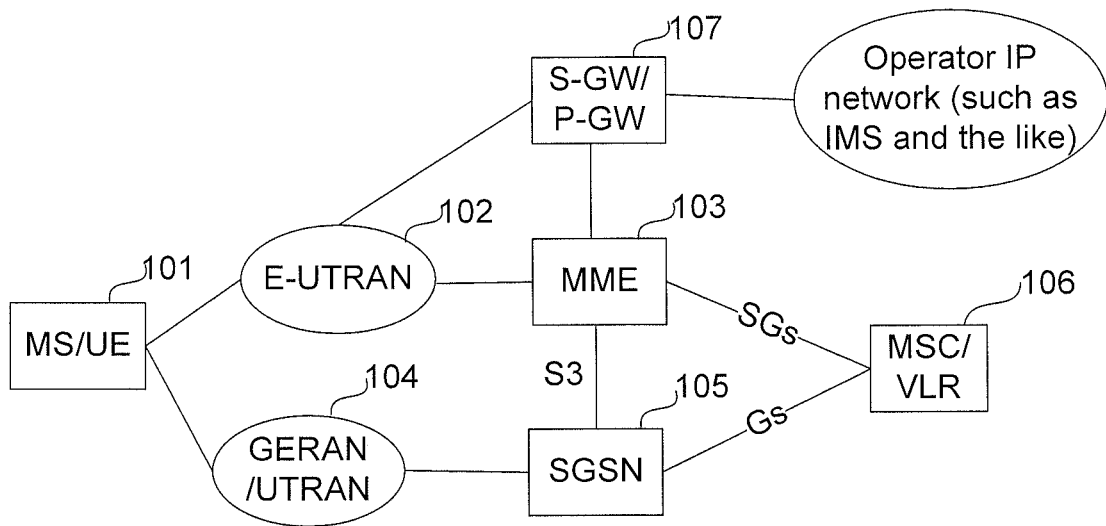 107
S-GW/
P-GW
Operator IP
network (such as
IMS and the like)
102
103
E-UTRAN
MME
101
MS/UE
SGs
106
MSC/
VLR
104
S3
105
Gs
GERAN
/UTRAN
SGSN